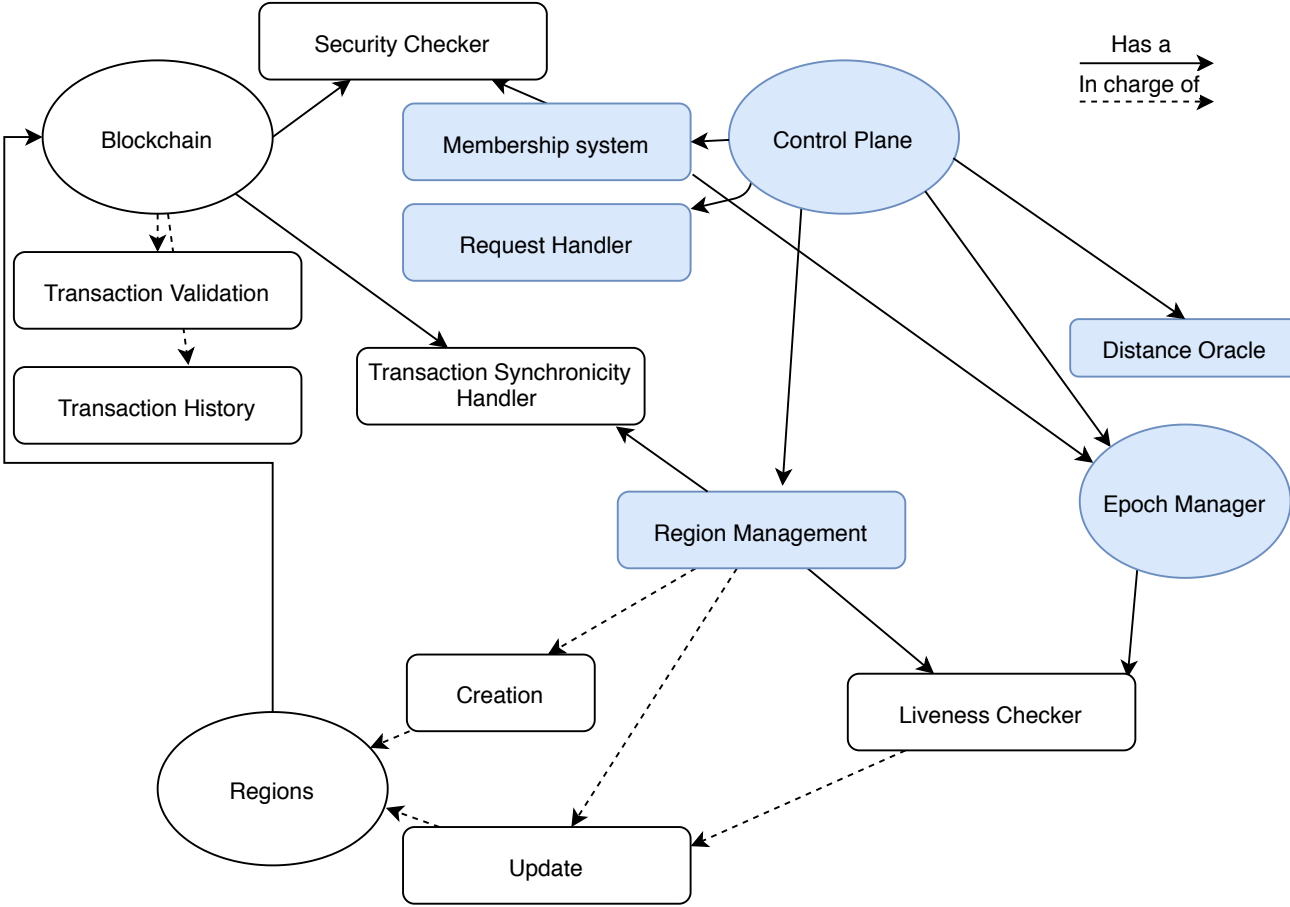 Security Checker
Has a
In charge of
Blockchain
Membership system
Control Plane
Request Handler
Transaction Validation
Distance Oracle
Transaction Synchronicity
Handler
Transaction History
Epoch Manager
Region Management
Creation
Liveness Checker
Regions
Update